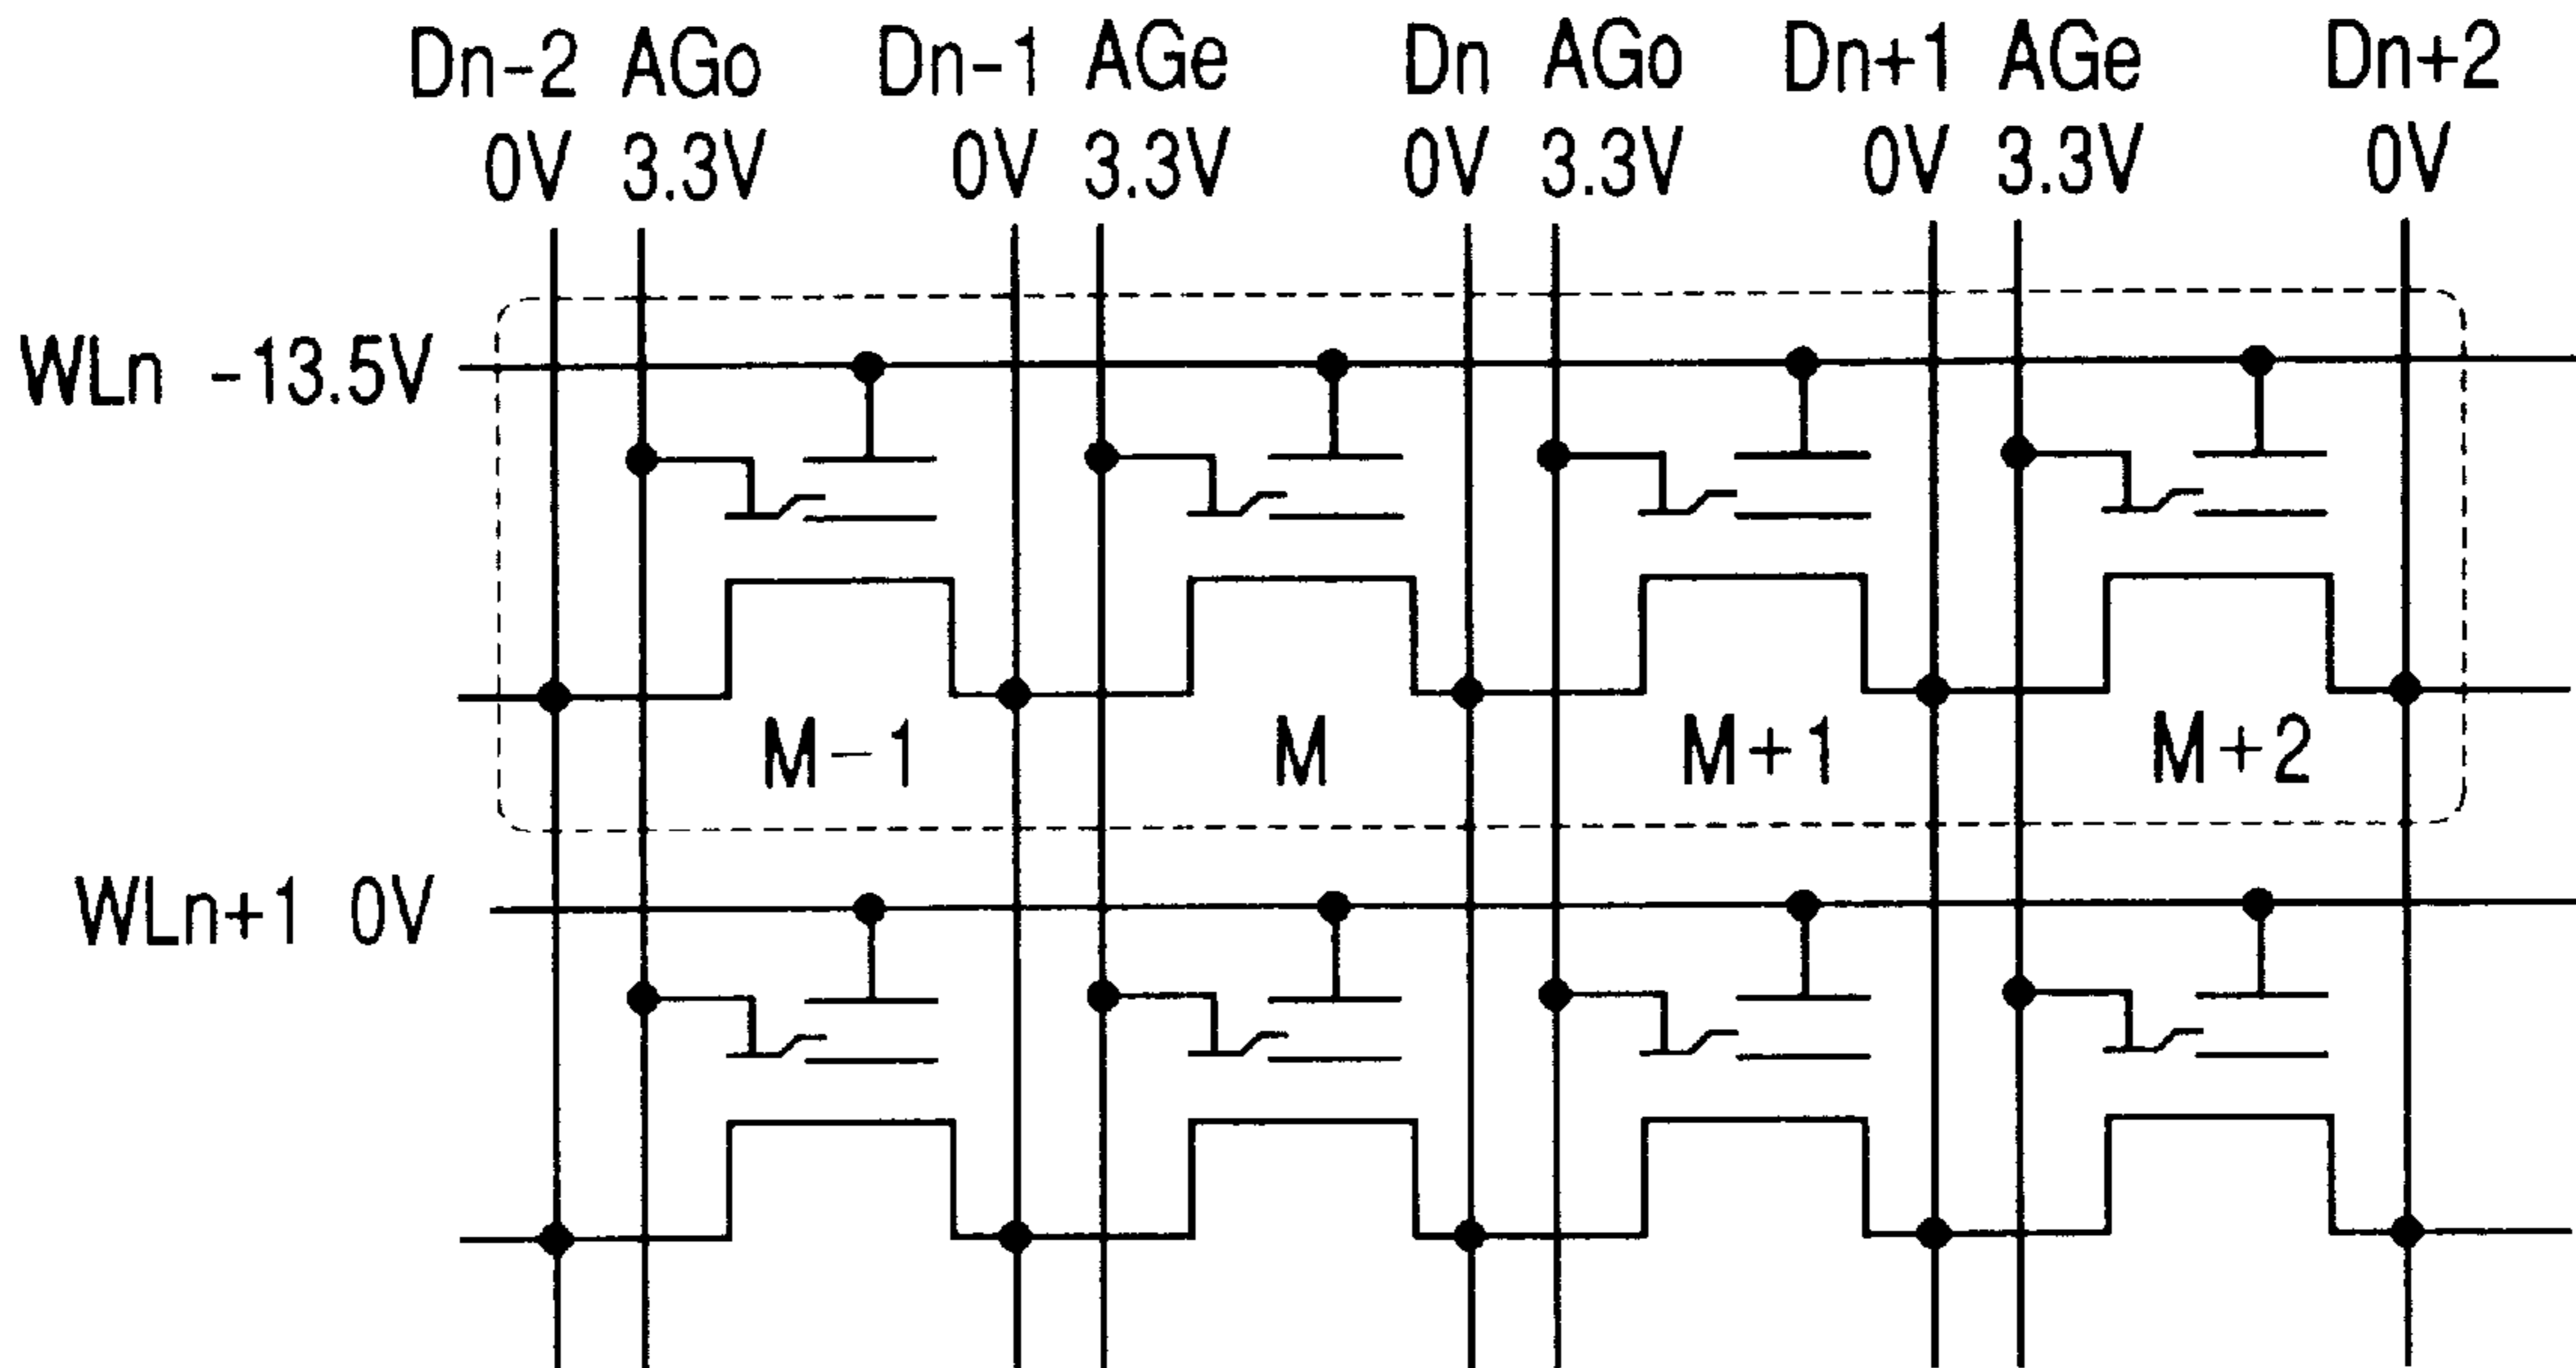 Dn-2 AGo Dn-1 AGe Dn AGo Dn+1 AGe Dn+2
0V 3.3V 0V 3.3V 0V 3.3V 0V 3.3V 0V
WLn -13.5V
M-1 M M+1 M+2
WLn+1 0V